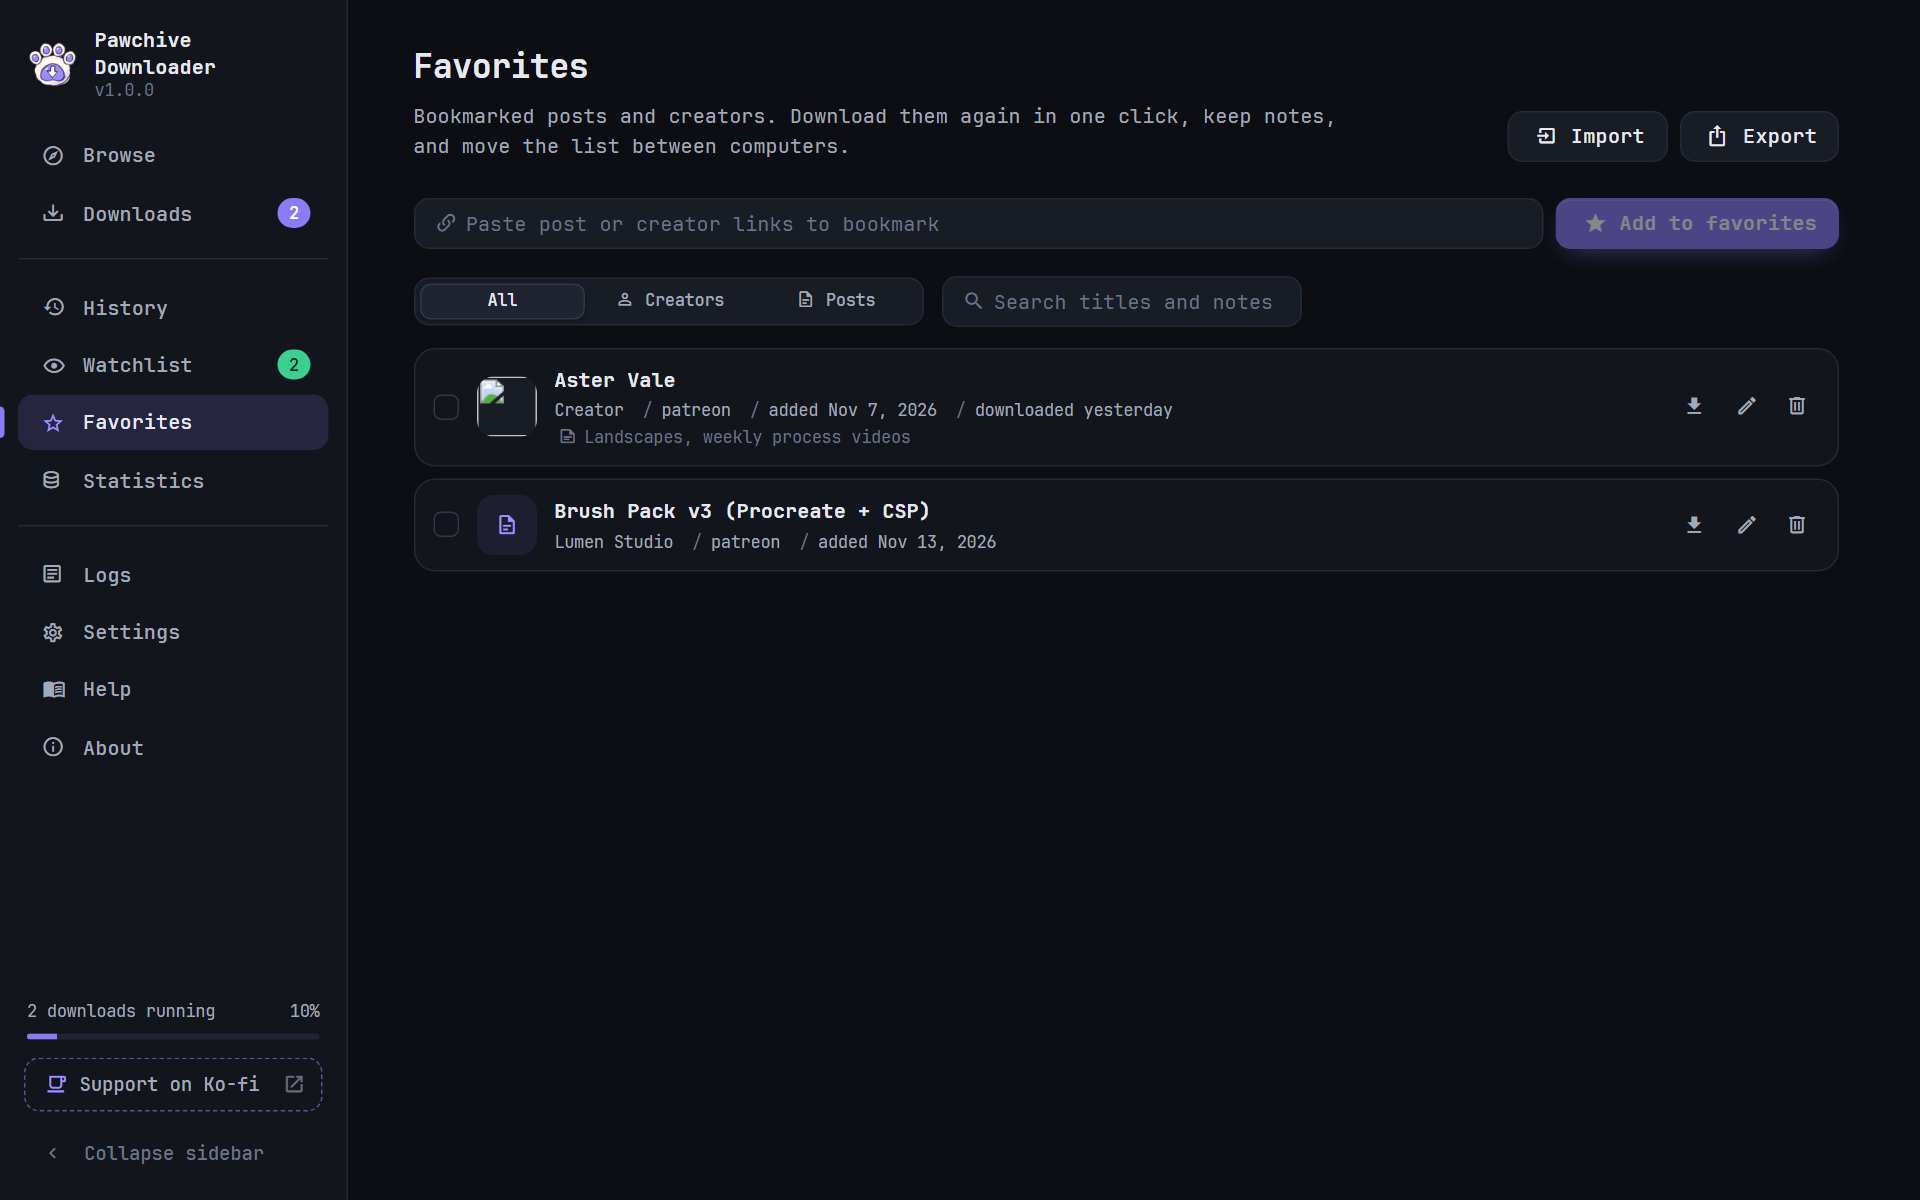 Pawchive
Downloader
v1.0.0
Browse
Downloads 2
History
Watchlist 2
Favorites
Statistics
Logs
Settings
Help
About
2 downloads running 10%
Support on Ko-fi
Collapse sidebar
Favorites
Bookmarked posts and creators. Download them again in one click, keep notes,
and move the list between computers.
Import Export
Paste post or creator links to bookmark Add to favorites
All Creators Posts Search titles and notes
Aster Vale
Creator / patreon / added Nov 7, 2026 / downloaded yesterday
Landscapes, weekly process videos
Brush Pack v3 (Procreate + CSP)
Lumen Studio / patreon / added Nov 13, 2026